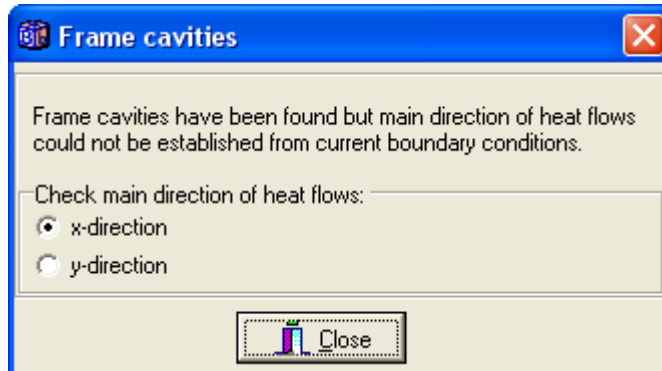 Frame cavities
Frame cavities have been found but main direction of heat flows
could not be established from current boundary conditions.
Check main direction of heat flows:
x-direction
y-direction
Close